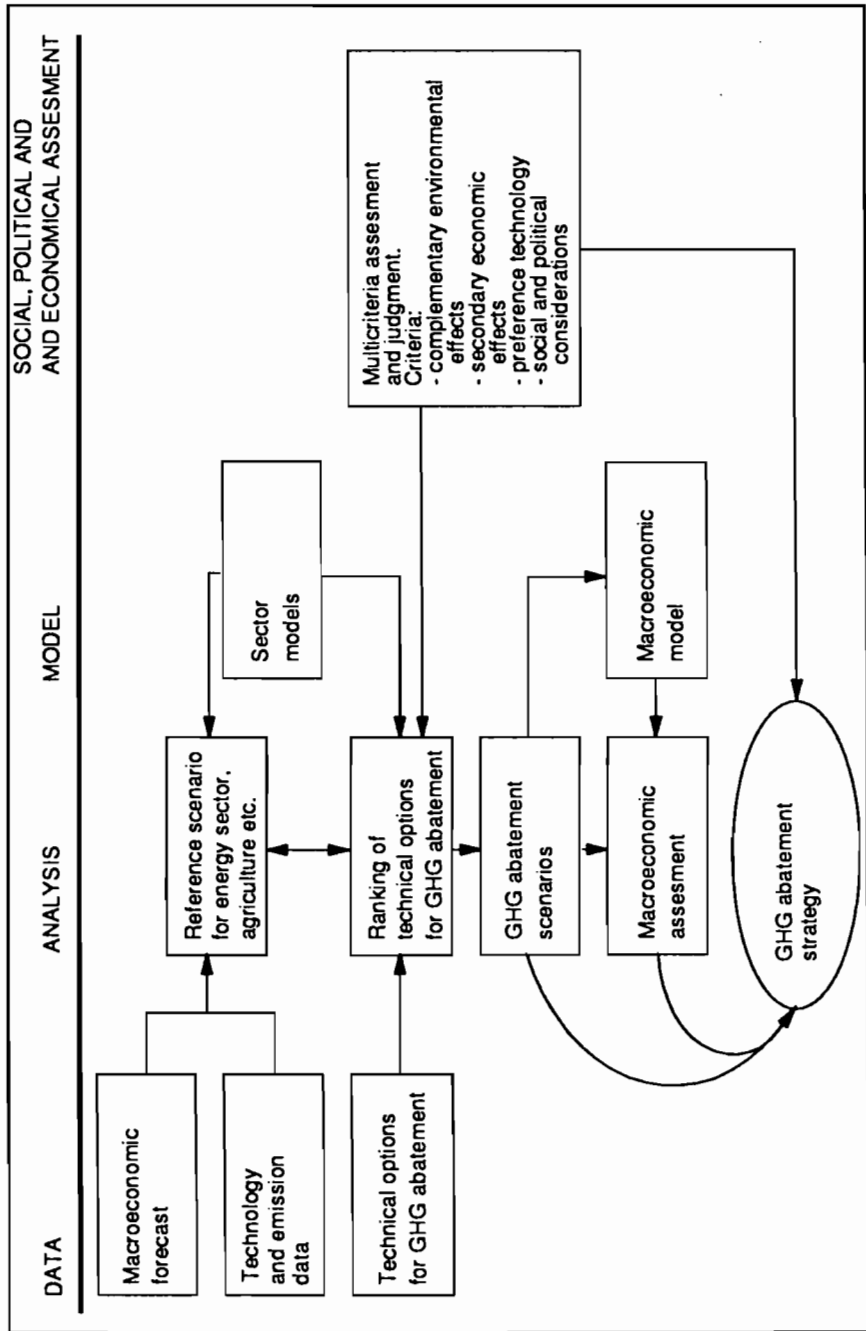 DATA
ANALYSIS
MODEL
SOCIAL, POLITICAL AND
AND ECONOMICAL ASSESMENT
Macroeconomic
forecast
Technology
and emission
data
Technical options
for GHG abatement
Reference scenario
for energy sector,
agriculture etc.
Ranking of
technical options
for GHG abatement
GHG abatement
scenarios
Macroeconomic
assesment
GHG abatement
strategy
Sector
models
Macroeconomic
model
Multicriteria assesment
and judgment.
Criteria:
- complementary environmental
effects
- secondary economic
effects
- preference technology
- social and political
considerations